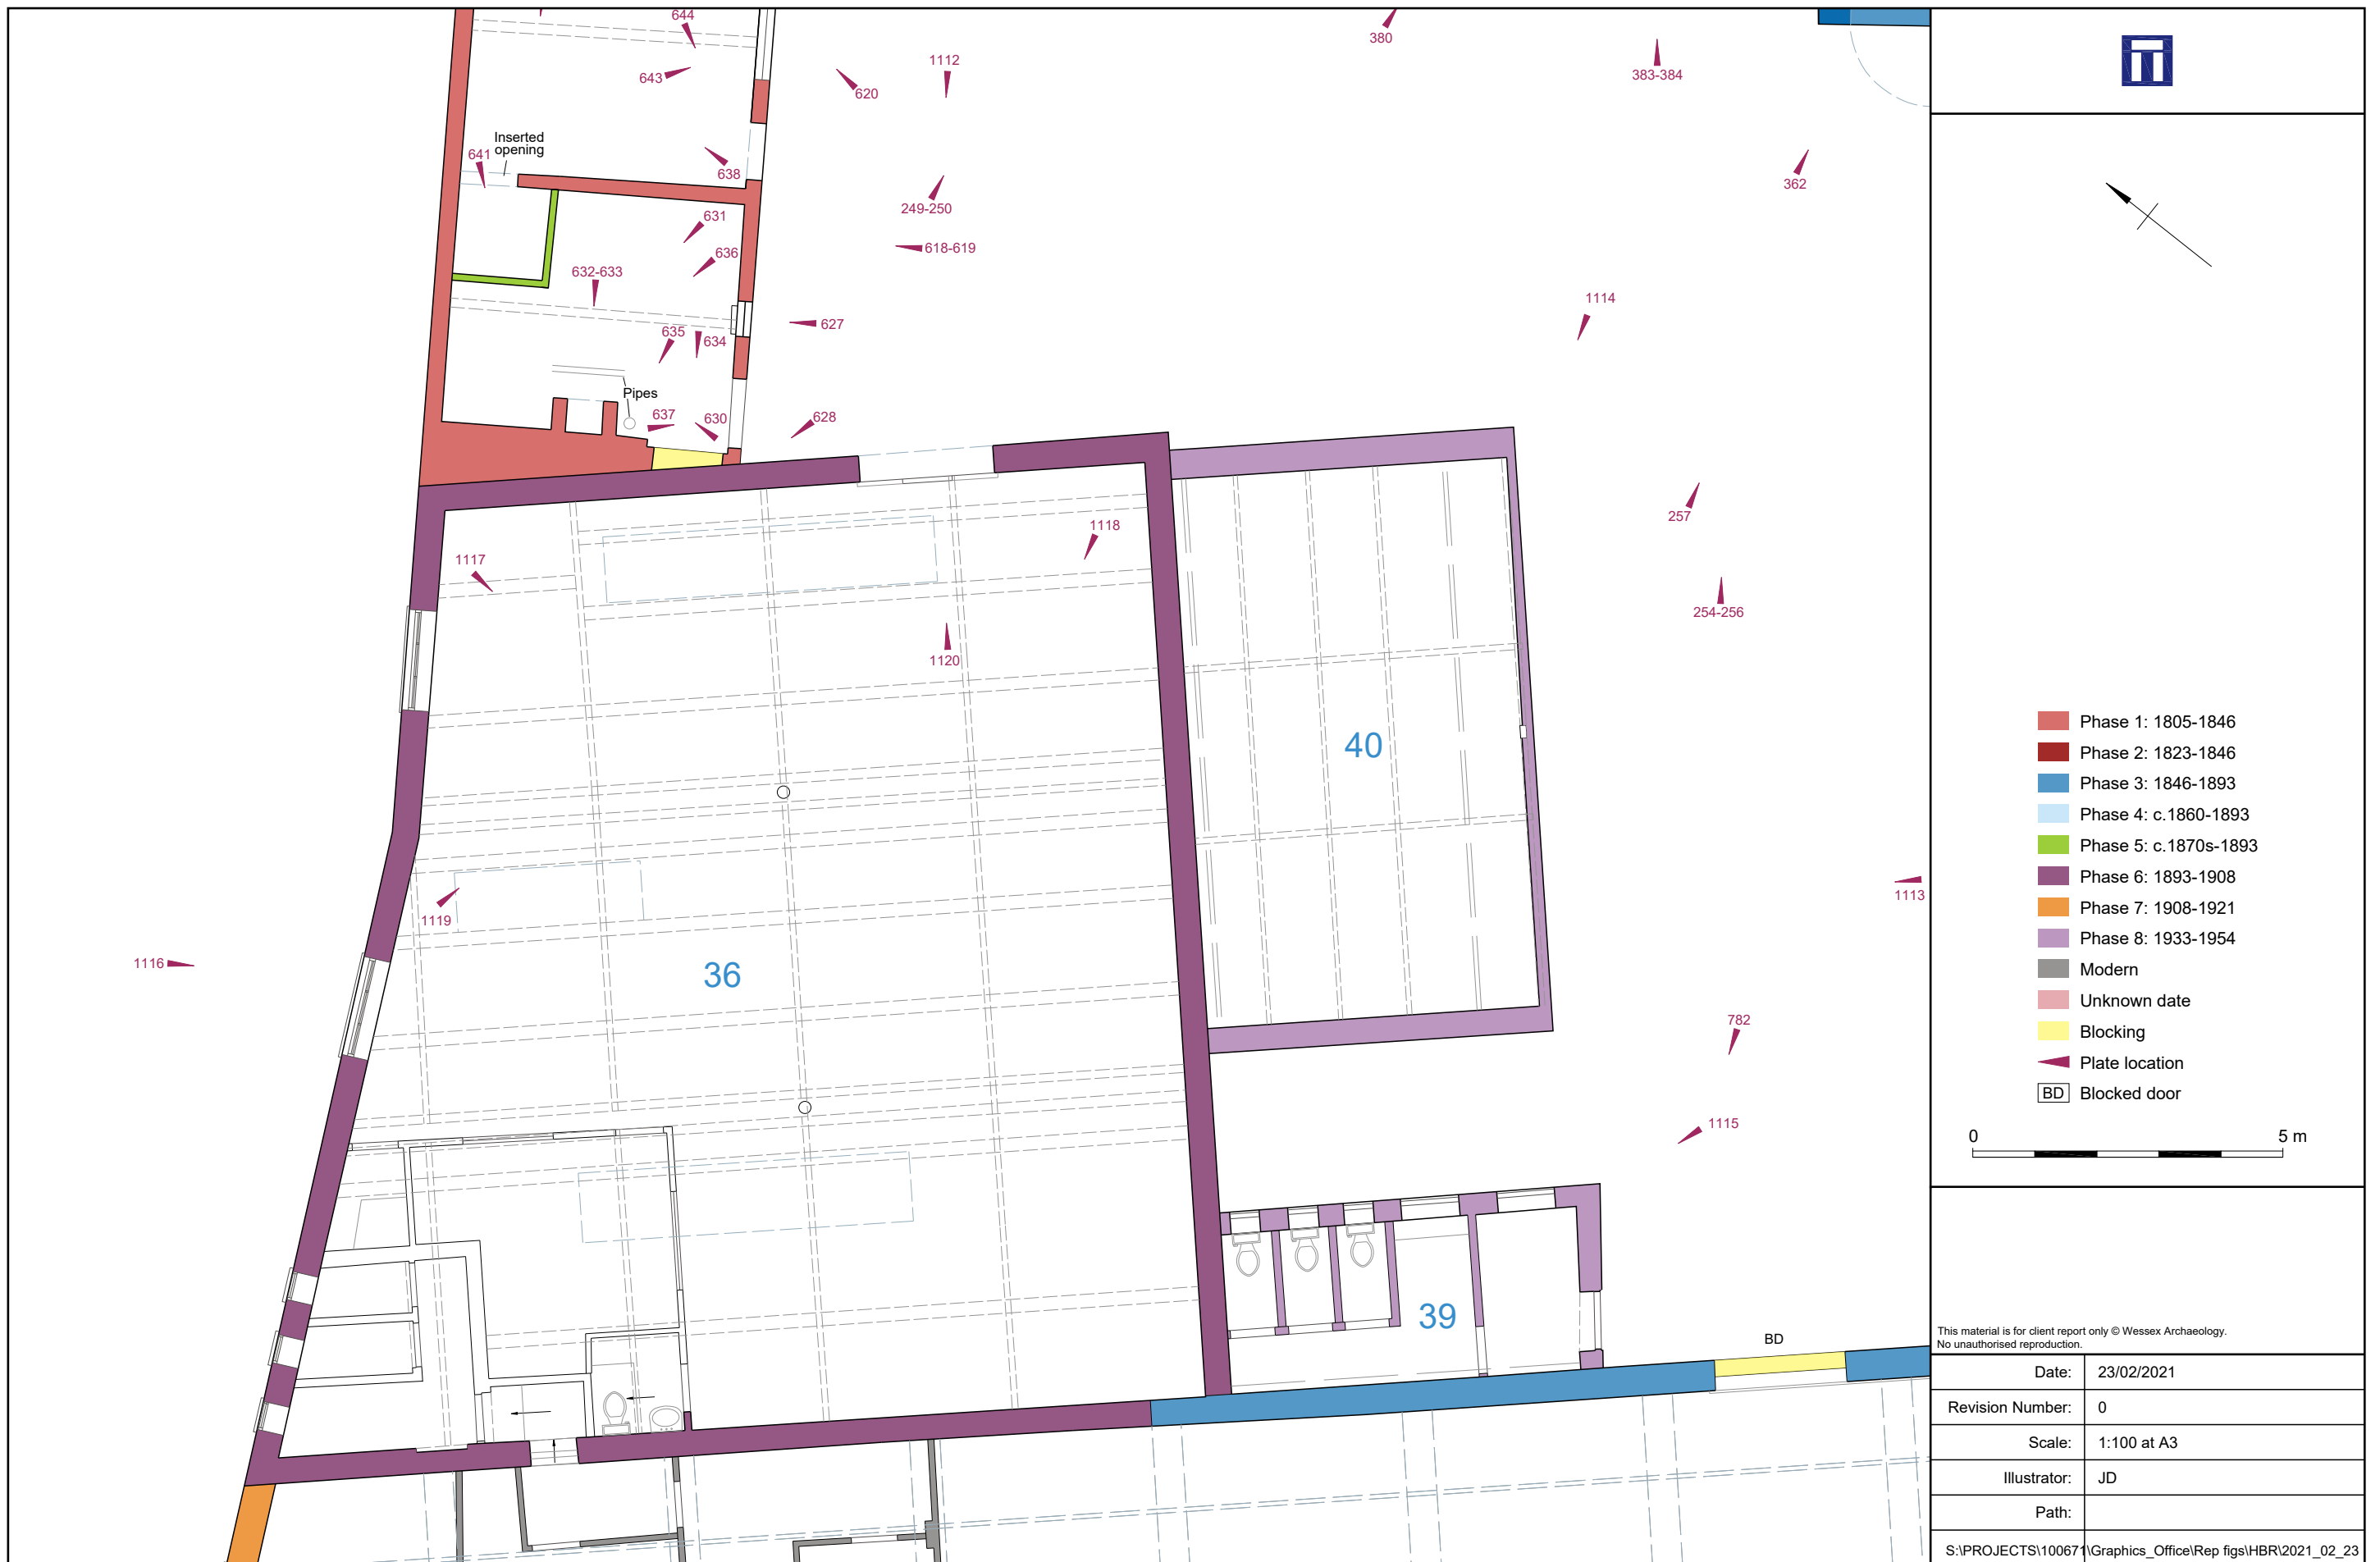 644
380
1112
643
383-384
620
Inserted
opening
641
638
362
249-250
631
618-619
636
632-633
1114
627
635
634
Pipes
637
630
628
257
1118
1117
254-256
1120
40
1113
1119
1116
36
782
1115
39
BD
Phase 1: 1805-1846
Phase 2: 1823-1846
Phase 3: 1846-1893
Phase 4: c.1860-1893
Phase 5: c.1870s-1893
Phase 6: 1893-1908
Phase 7: 1908-1921
Phase 8: 1933-1954
Modern
Unknown date
Blocking
Plate location
BD Blocked door
0 5 m
This material is for client report only © Wessex Archaeology.
No unauthorised reproduction.
Date: 23/02/2021
Revision Number: 0
Scale: 1:100 at A3
Illustrator: JD
Path:
S:\PROJECTS\100671\Graphics_Office\Rep figs\HBR\2021_02_23